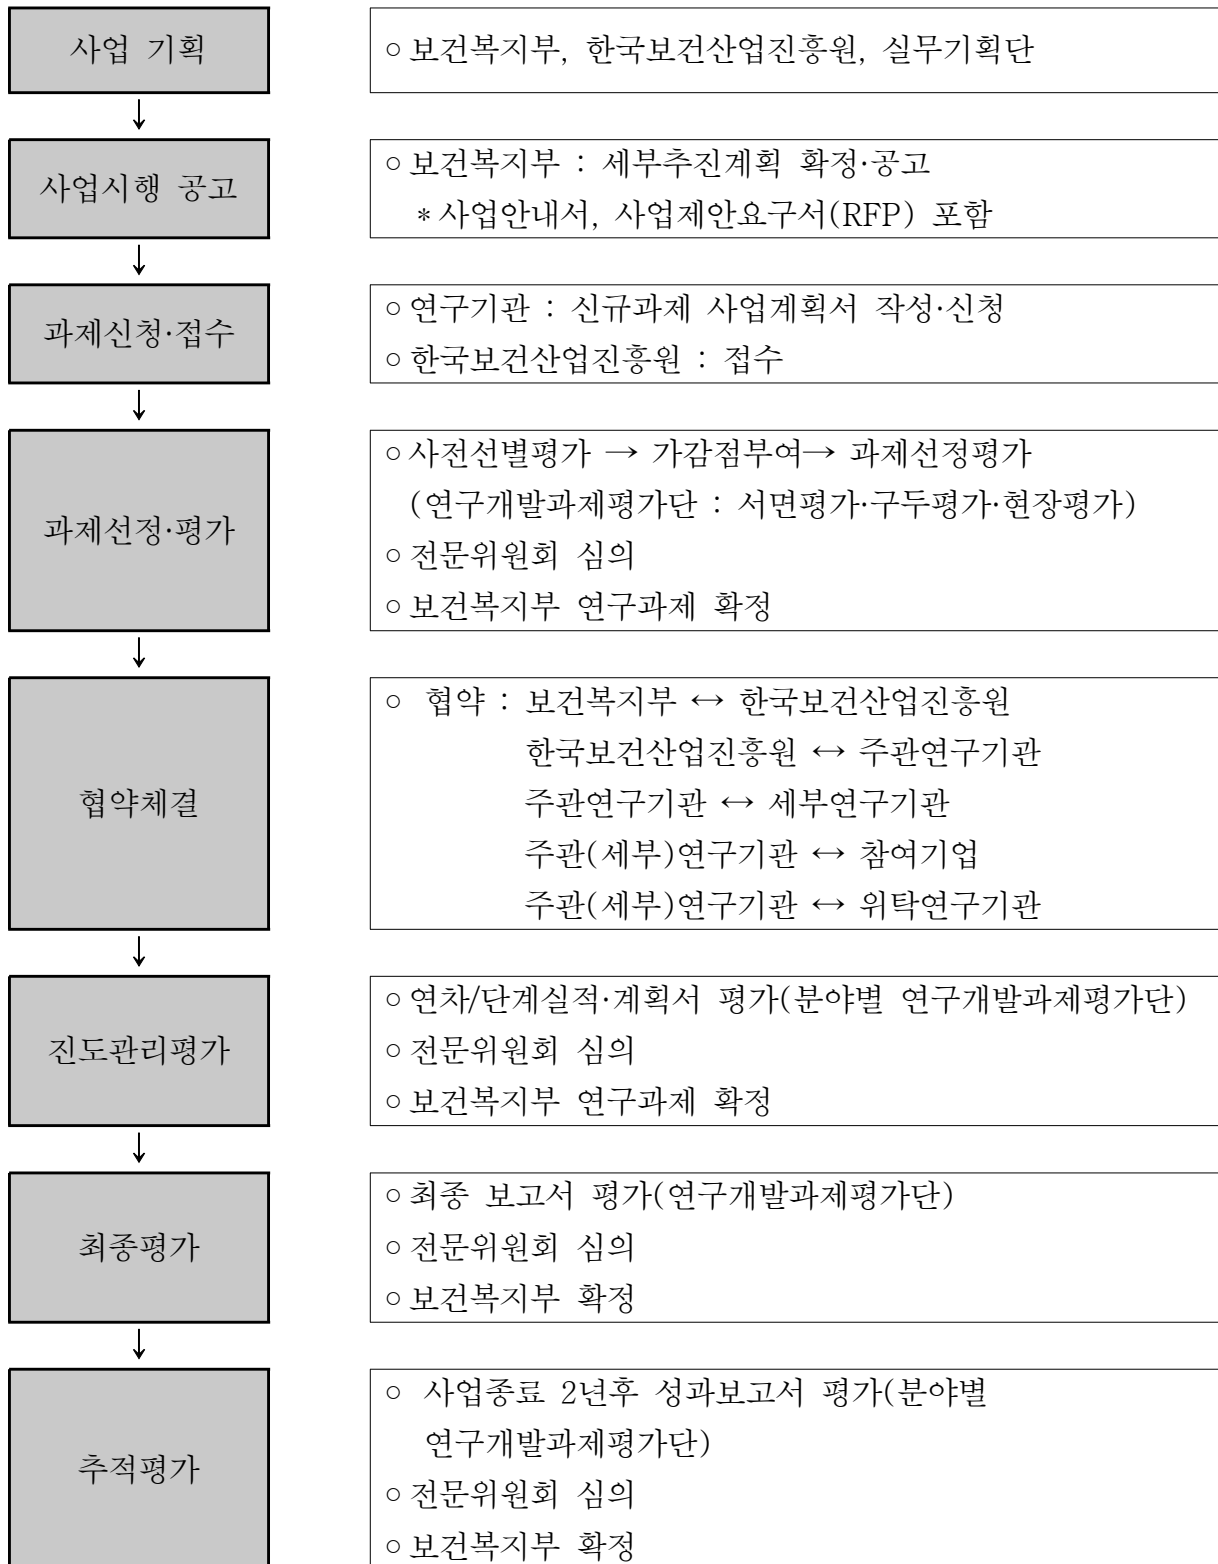 사업 기획
○ 보건복지부, 한국보건산업진흥원, 실무기획단
↓
사업시행 공고
○ 보건복지부 : 세부추진계획 확정·공고
* 사업안내서, 사업제안요구서(RFP) 포함
↓
과제신청·접수
○ 연구기관 : 신규과제 사업계획서 작성·신청
○ 한국보건산업진흥원 : 접수
↓
과제선정·평가
○ 사전선별평가 → 가감점부여→ 과제선정평가
(연구개발과제평가단 : 서면평가·구두평가·현장평가)
○ 전문위원회 심의
○ 보건복지부 연구과제 확정
↓
협약체결
○ 협약 : 보건복지부 ↔ 한국보건산업진흥원
한국보건산업진흥원 ↔ 주관연구기관
주관연구기관 ↔ 세부연구기관
주관(세부)연구기관 ↔ 참여기업
주관(세부)연구기관 ↔ 위탁연구기관
↓
진도관리평가
○ 연차/단계실적·계획서 평가(분야별 연구개발과제평가단)
○ 전문위원회 심의
○ 보건복지부 연구과제 확정
↓
최종평가
○ 최종 보고서 평가(연구개발과제평가단)
○ 전문위원회 심의
○ 보건복지부 확정
↓
추적평가
○ 사업종료 2년후 성과보고서 평가(분야별
연구개발과제평가단)
○ 전문위원회 심의
○ 보건복지부 확정